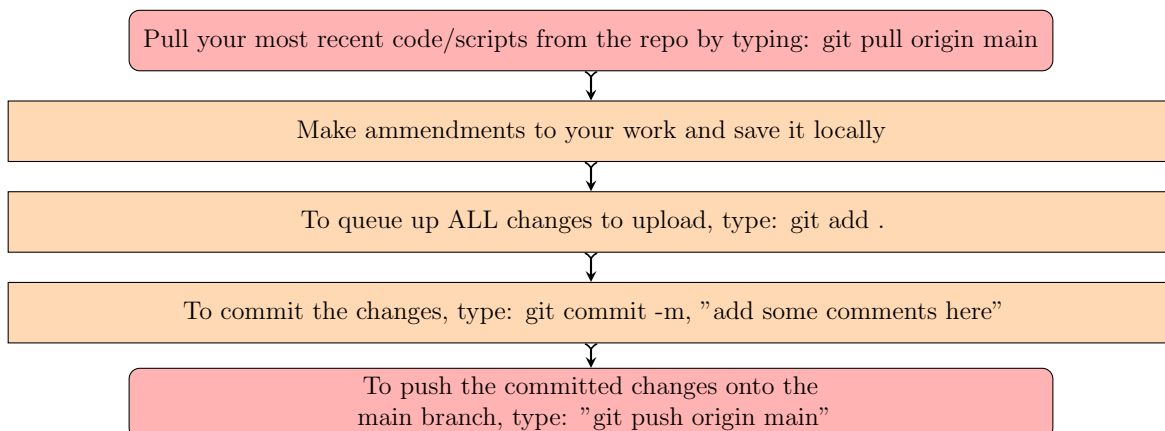 Pull your most recent code/scripts from the repo by typing: git pull origin main
Make ammendments to your work and save it locally
To queue up ALL changes to upload, type: git add .
To commit the changes, type: git commit -m, ”add some comments here”
To push the committed changes onto the
main branch, type: ”git push origin main”